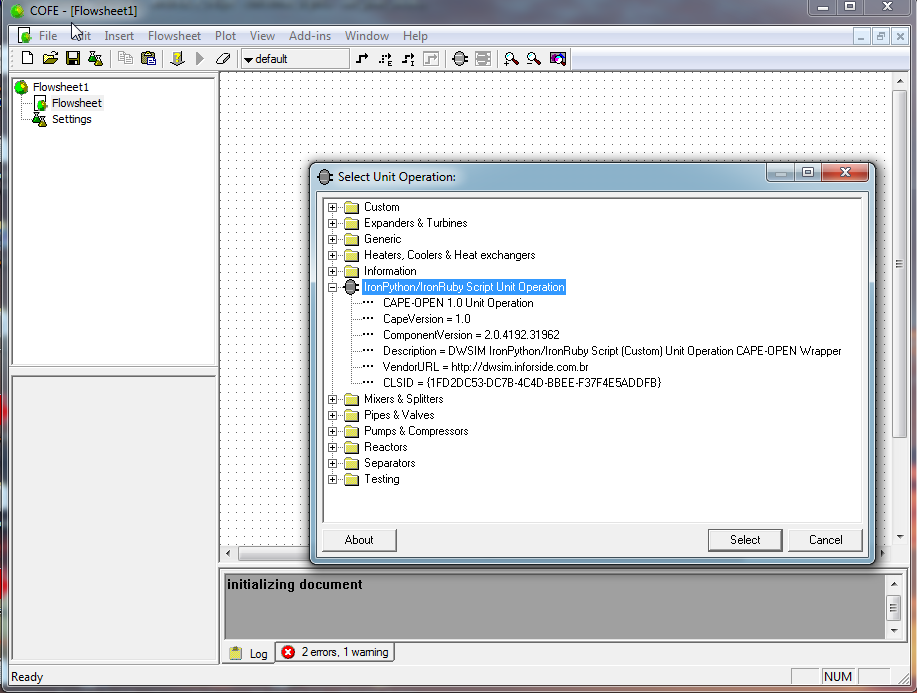 COFE - [Flowsheet1]
File Edit Insert Flowsheet Plot View Add-ins Window Help
default
Flowsheet1
Flowsheet
Settings
Select Unit Operation:
Custom
Expanders & Turbines
Generic
Heaters, Coolers & Heat exchangers
Information
IronPython/IronRuby Script Unit Operation
CAPE-OPEN 1.0 Unit Operation
CapeVersion = 1.0
ComponentVersion = 2.0.4192.31962
Description = DWSIM IronPython/IronRuby Script (Custom) Unit Operation CAPE-OPEN Wrapper
VendorURL = http://dwsim.inforside.com.br
CLSID = {1FD2DC53-DC7B-4C4D-BBEE-F37F4E5ADDFB}
Mixers & Splitters
Pipes & Valves
Pumps & Compressors
Reactors
Separators
Testing
About Select Cancel
initializing document
Log 2 errors, 1 warning
Ready NUM